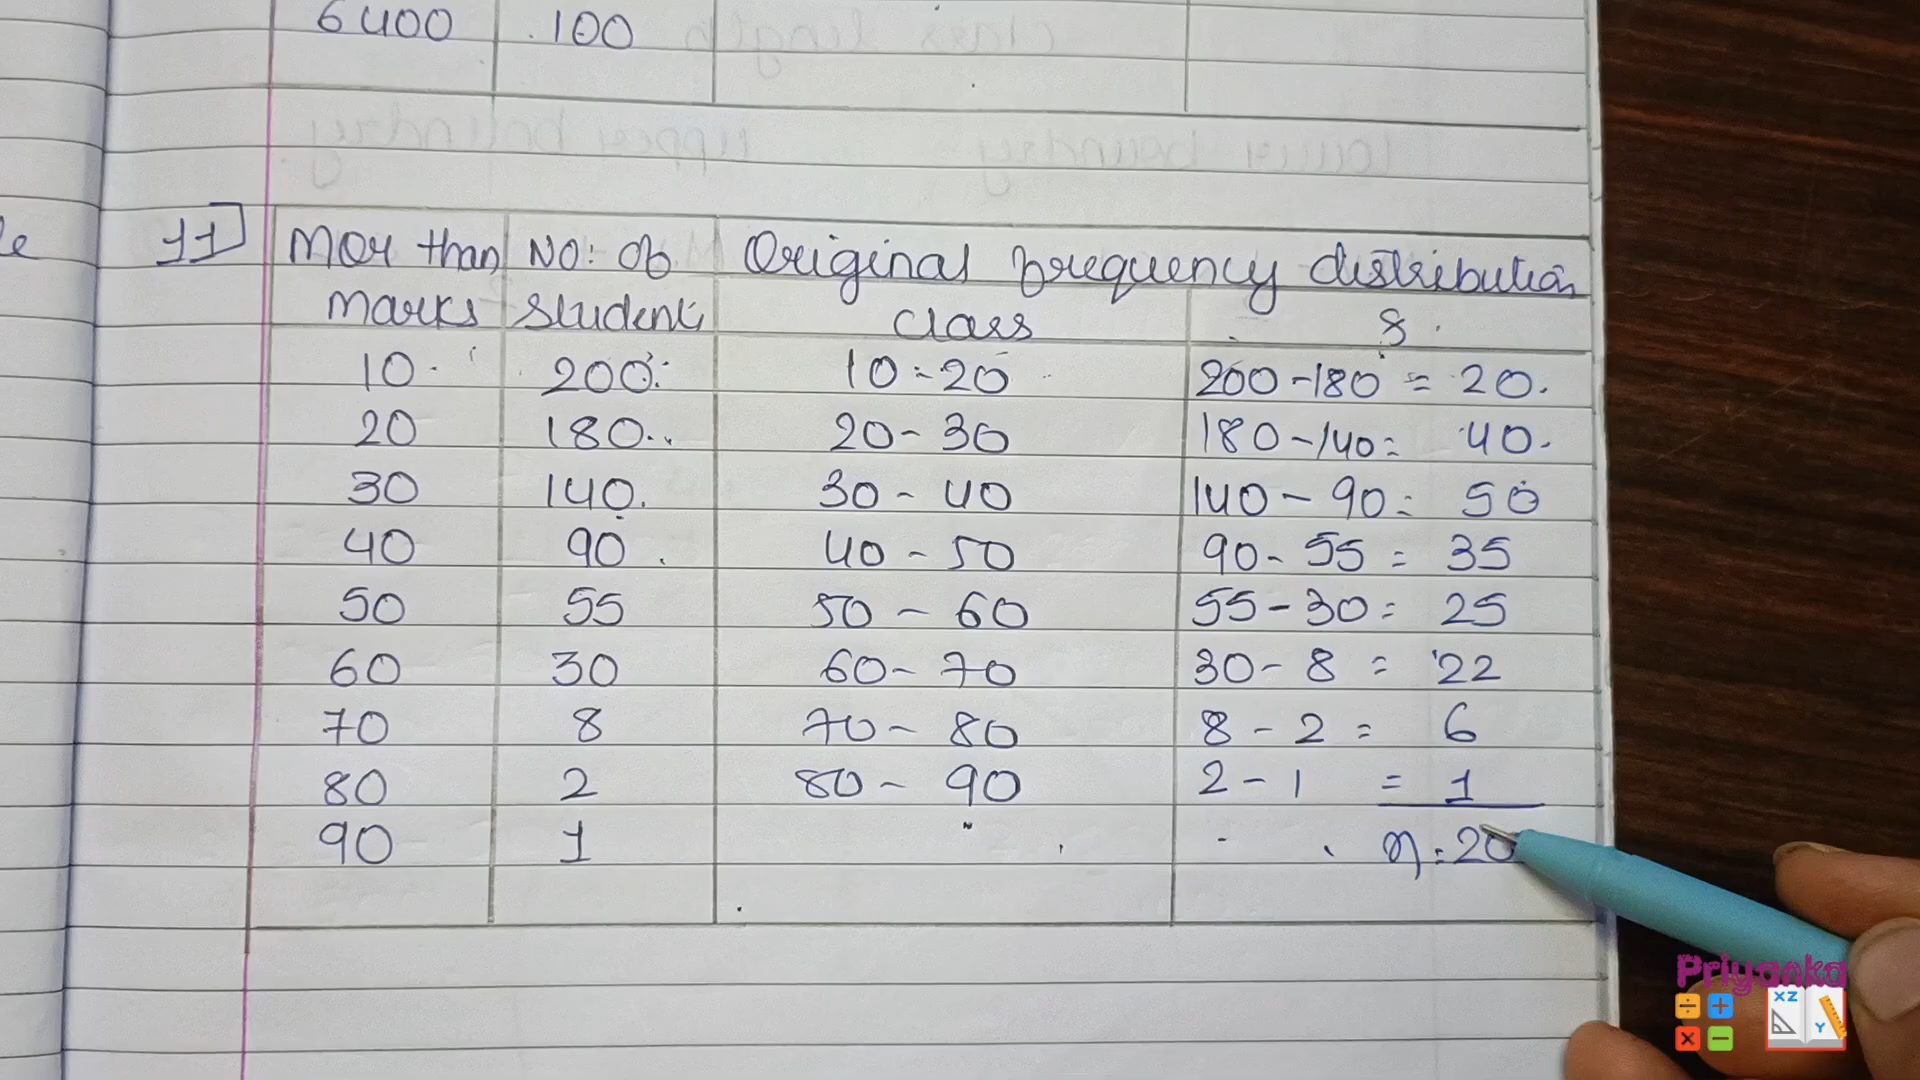 6400 100
11 Mor than No: of Original frequency distribution
Marks Students Class
10 200 10-20 200-180 = 20
20 180 20-30 180-140= 40
30 140 30-40 140-90= 50
40 90 40-50 90-55 = 35
50 55 50-60 55-30= 25
60 30 60-70 30-8 = 22
70 8 70-80 8-2 = 6
80 2 80-90 2-1 = 1
90 1 n=20
Priyanka
XZ
Y